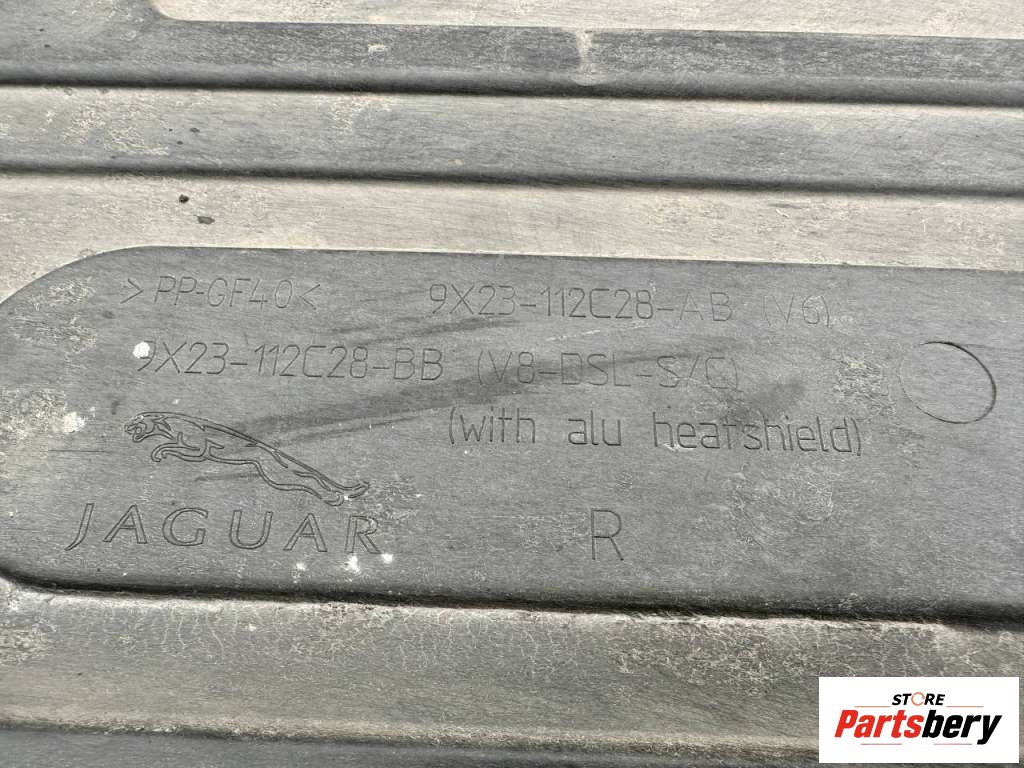 >PP-GF40< 9X23-112C28-AB (V6)
9X23-112C28-BB (V8-DSL-S/C)
(with alu heatshield)
JAGUAR R
STORE
Partsbery